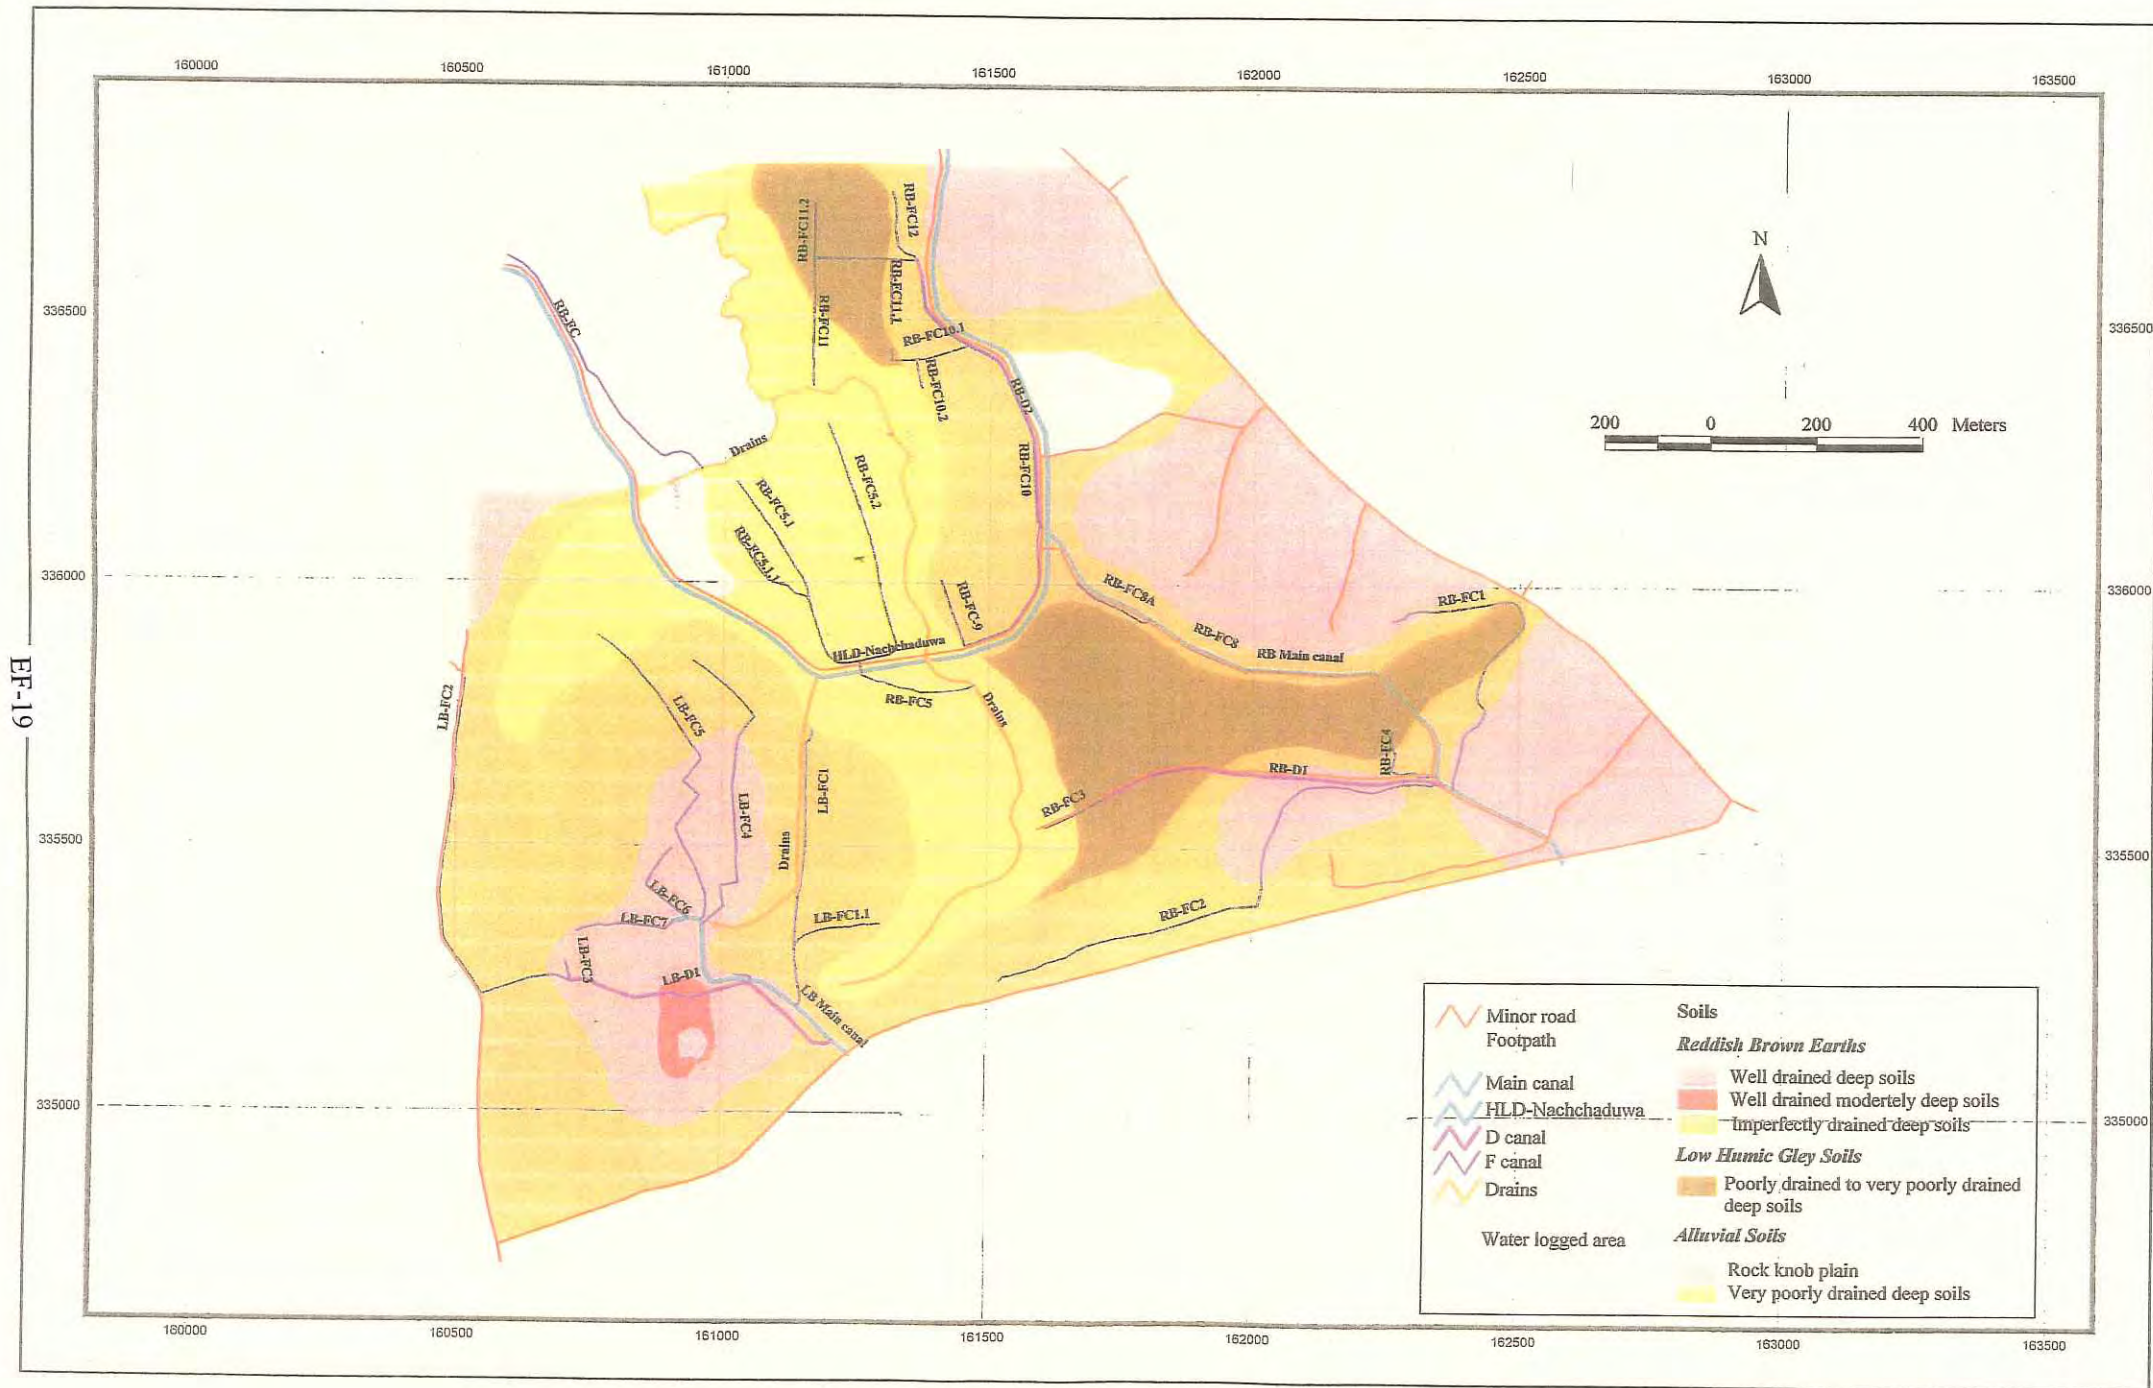 160000 160500 161000 161500 162000 162500 163000 163500
336500
336000
335500
335000
336500
336000
335500
335000
EF-19
N
200 0 200 400 Meters
RB-FC11.2
RB-FC12
RB-FC11.1
RB-FC11
RB-FC10.1
RB-FC10.2
RB-D2
RB-FC10
RB-FC
Drains
RB-FC5.2
RB-FC5.1
RB-FC5.1.1
RB-FC-9
RB-FC8A
RB-FC8
RB-FC1
RB Main canal
HLD-Nachchaduwa
RB-FC5
Drains
LB-FC2
LB-FC5
LB-FC4
LB-FC1
Drains
RB-FC4
RB-D1
RB-FC3
RB-FC2
LB-FC6
LB-FC7
LB-FC1.1
LB-FC3
LB-D1
LB Main canal
Minor road
Footpath
Main canal
HLD-Nachchaduwa
D canal
F canal
Drains
Water logged area
Soils
Reddish Brown Earths
Well drained deep soils
Well drained modertely deep soils
Imperfectly drained deep soils
Low Humic Gley Soils
Poorly drained to very poorly drained
deep soils
Alluvial Soils
Rock knob plain
Very poorly drained deep soils
160000 160500 161000 161500 162000 162500 163000 163500